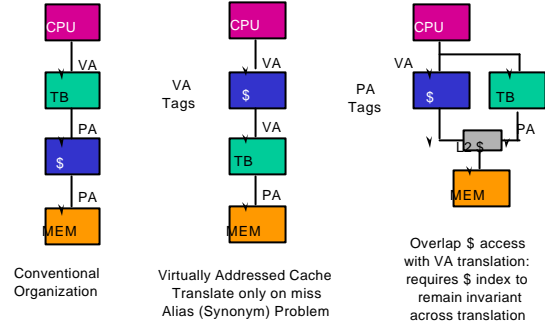 CPU
VA
TB
PA
$
PA
MEM
Conventional
Organization
CPU
VA
VA
Tags
$
VA
TB
PA
MEM
Virtually Addressed Cache
Translate only on miss
Alias (Synonym) Problem
CPU
VA
PA
Tags
$
TB
PA
L2 $
MEM
Overlap $ access
with VA translation:
requires $ index to
remain invariant
across translation